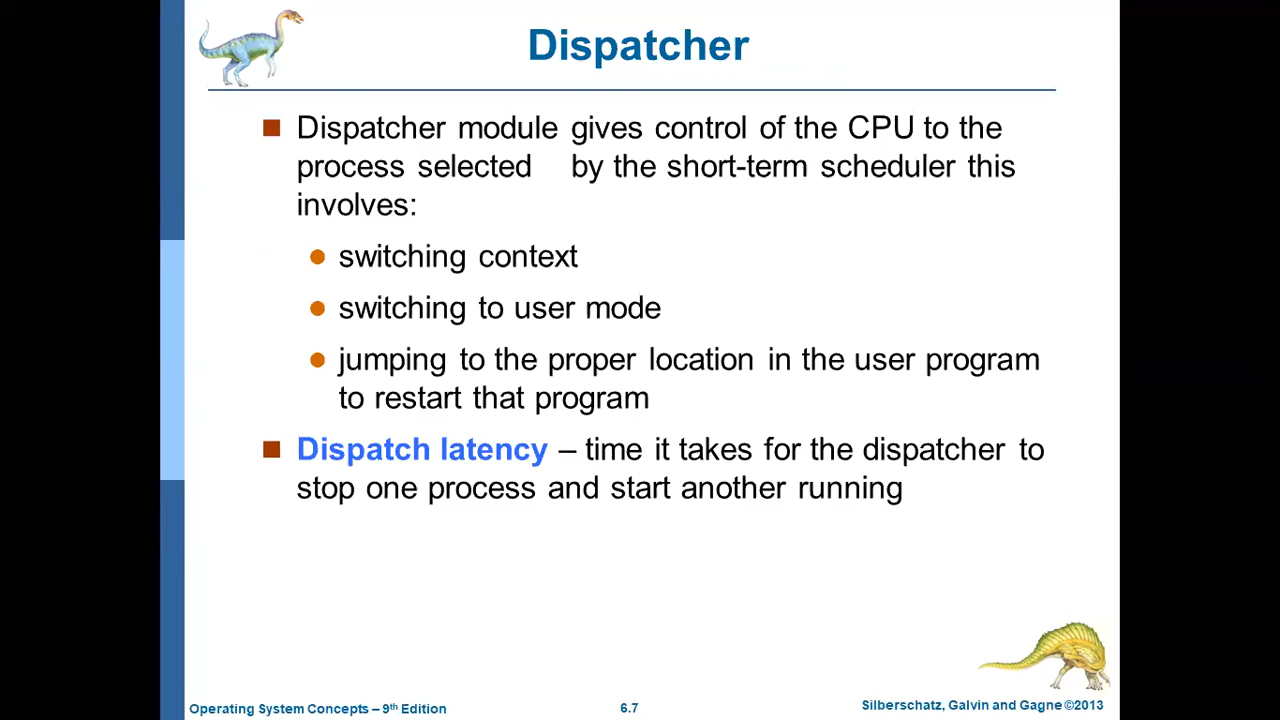 Dispatcher
Dispatcher module gives control of the CPU to the
process selected by the short-term scheduler this
involves:
switching context
switching to user mode
jumping to the proper location in the user program
to restart that program
Dispatch latency – time it takes for the dispatcher to
stop one process and start another running
Operating System Concepts – 9th Edition
6.7
Silberschatz, Galvin and Gagne ©2013